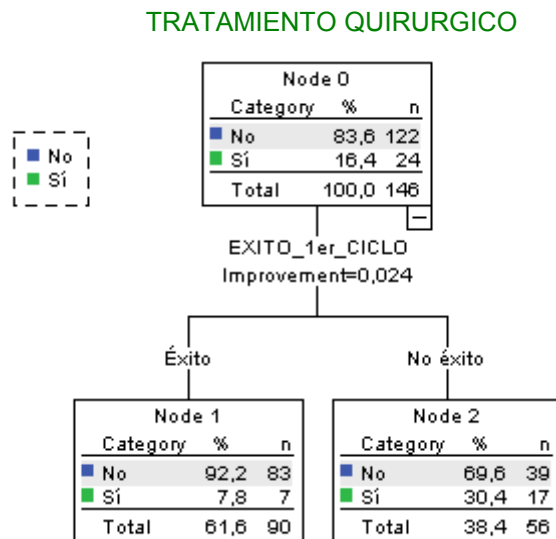 TRATAMIENTO QUIRURGICO
Node 0
Category % n
No 83,6 122
Sí 16,4 24
Total 100,0 146
No
Sí
EXITO_1er_CICLO
Improvement=0,024
Éxito
No éxito
Node 1
Category % n
No 92,2 83
Sí 7,8 7
Total 61,6 90
Node 2
Category % n
No 69,6 39
Sí 30,4 17
Total 38,4 56